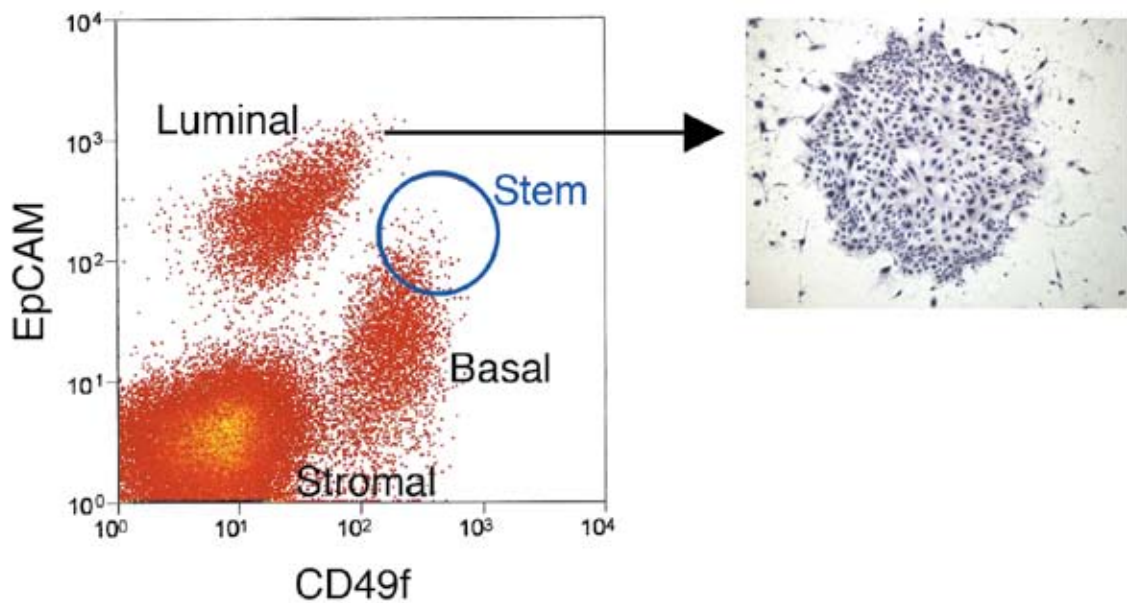 10⁴
10³
10²
10¹
10⁰
EpCAM
Luminal
Stem
Basal
Stromal
10⁰ 10¹ 10² 10³ 10⁴
CD49f